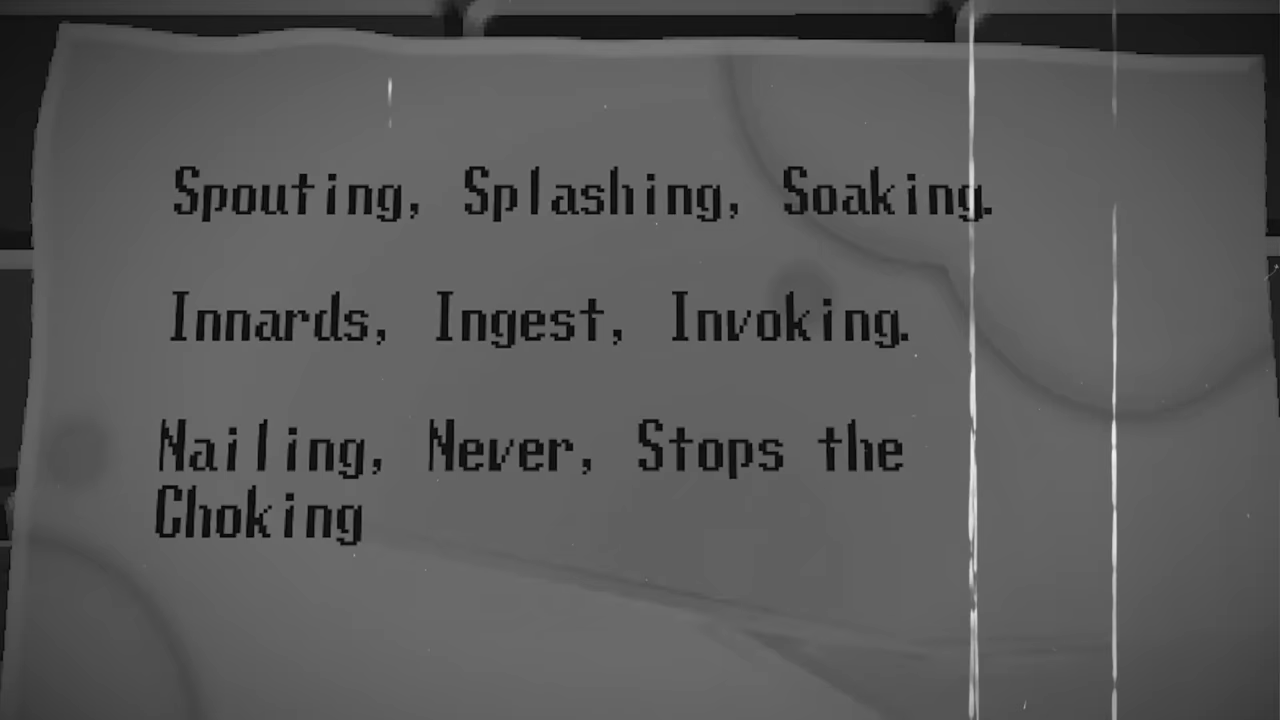 Spouting, Splashing, Soaking.
Innards, Ingest, Invoking.
Nailing, Never, Stops the
Choking